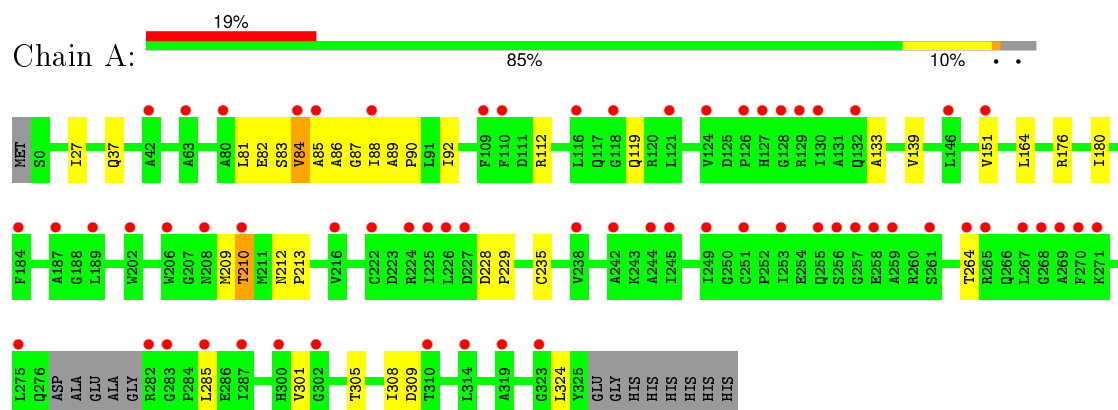 19%
Chain A:
85% 10% • •
MET S0 I27 Q37 A42 A63 A80 L81 E82 S83 V84 A85 A86 G87 I88 A89 P90 L91 I92 F109 F110 D111 R112 L116 Q117 G118 Q119 R120 L121 V124 D125 P126 H127 G128 R129 I130 A131 Q132 A133 V139 L146 V151 L164 R176 I180
F184 A187 G188 L189 W202 W206 G207 N208 M209 T210 M211 N212 P213 V216 C222 D223 R224 I225 L226 D227 D228 P229 C235 V238 A242 K243 A244 I245 I249 G250 C251 P252 I253 E254 Q255 S256 G257 E258 A259 R260 S261 T264 R265 Q266 L267 G268 A269 F270 K271
L275 Q276 ASP ALA GLU ALA GLY R282 G283 P284 L285 E286 I287 H300 V301 G302 T305 I308 D309 T310 L314 A319 G323 L324 Y325 GLU GLY HIS HIS HIS HIS HIS HIS